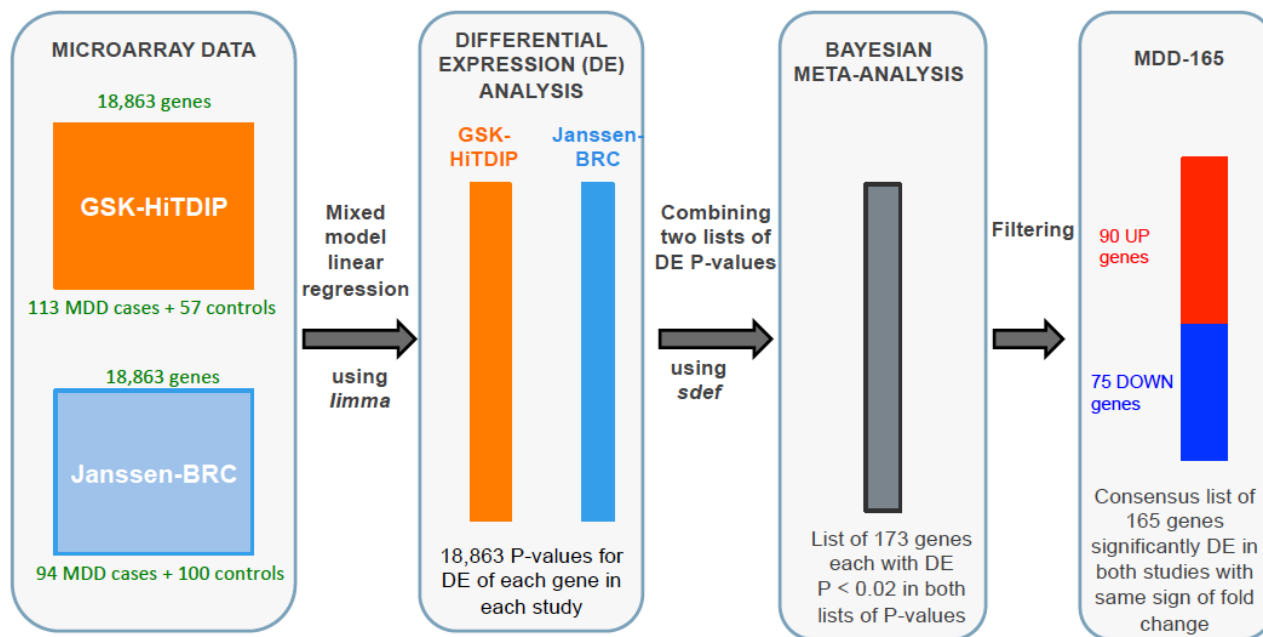 MICROARRAY DATA
18,863 genes
GSK-HiTDIP
113 MDD cases + 57 controls
18,863 genes
Janssen-BRC
94 MDD cases + 100 controls
Mixed
model
linear
regression
using
limma
DIFFERENTIAL
EXPRESSION (DE)
ANALYSIS
GSK-
HiTDIP
Janssen-
BRC
18,863 P-values for
DE of each gene in
each study
Combining
two lists of
DE P-values
using
sdef
BAYESIAN
META-ANALYSIS
List of 173 genes
each with DE
P < 0.02 in both
lists of P-values
Filtering
MDD-165
90 UP
genes
75 DOWN
genes
Consensus list of
165 genes
significantly DE in
both studies with
same sign of fold
change